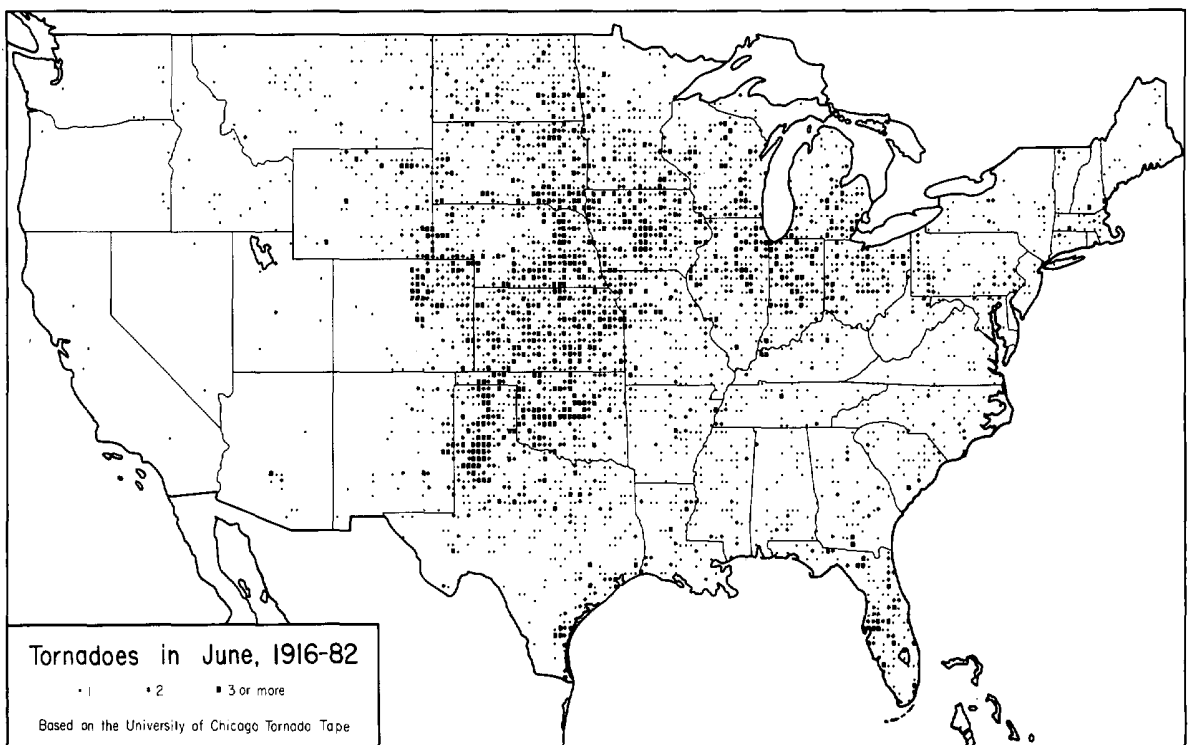 Tornadoes in June, 1916-82
1 2 3 or more
Based on the University of Chicago Tornado Tape